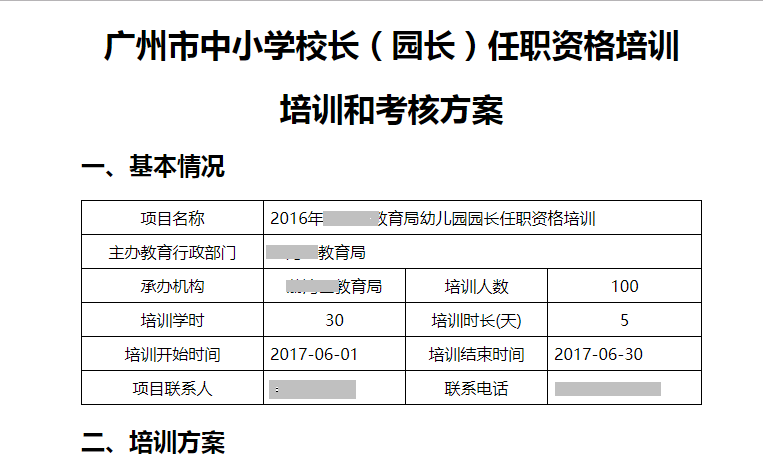 广州市中小学校长（园长）任职资格培训
培训和考核方案
一、基本情况
项目名称 2016年 教育局幼儿园园长任职资格培训
主办教育行政部门 教育局
承办机构 教育局 培训人数 100
培训学时 30 培训时长(天) 5
培训开始时间 2017-06-01 培训结束时间 2017-06-30
项目联系人 联系电话
二、培训方案